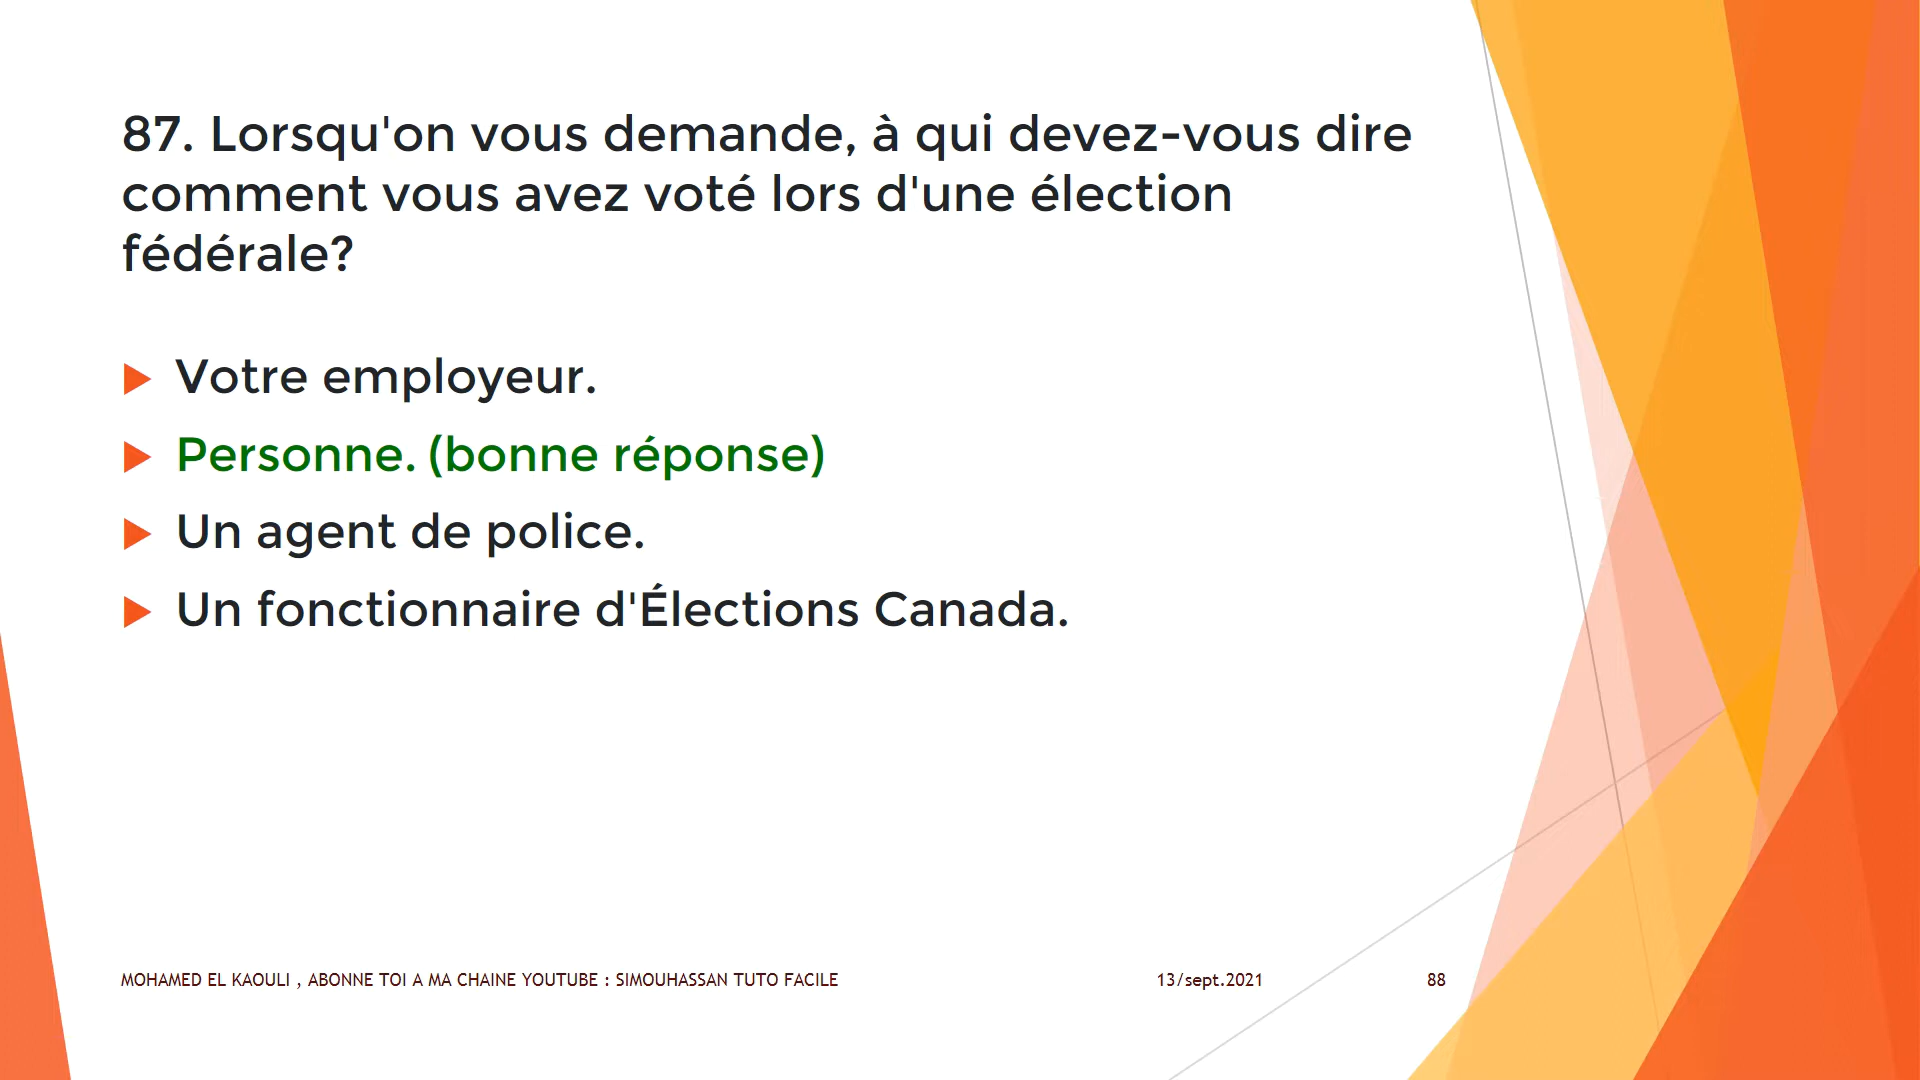 87. Lorsqu'on vous demande, à qui devez-vous dire
comment vous avez voté lors d'une élection
fédérale?
Votre employeur.
Personne. (bonne réponse)
Un agent de police.
Un fonctionnaire d'Élections Canada.
MOHAMED EL KAOULI , ABONNE TOI A MA CHAINE YOUTUBE : SIMOUHASSAN TUTO FACILE 13/sept.2021 88